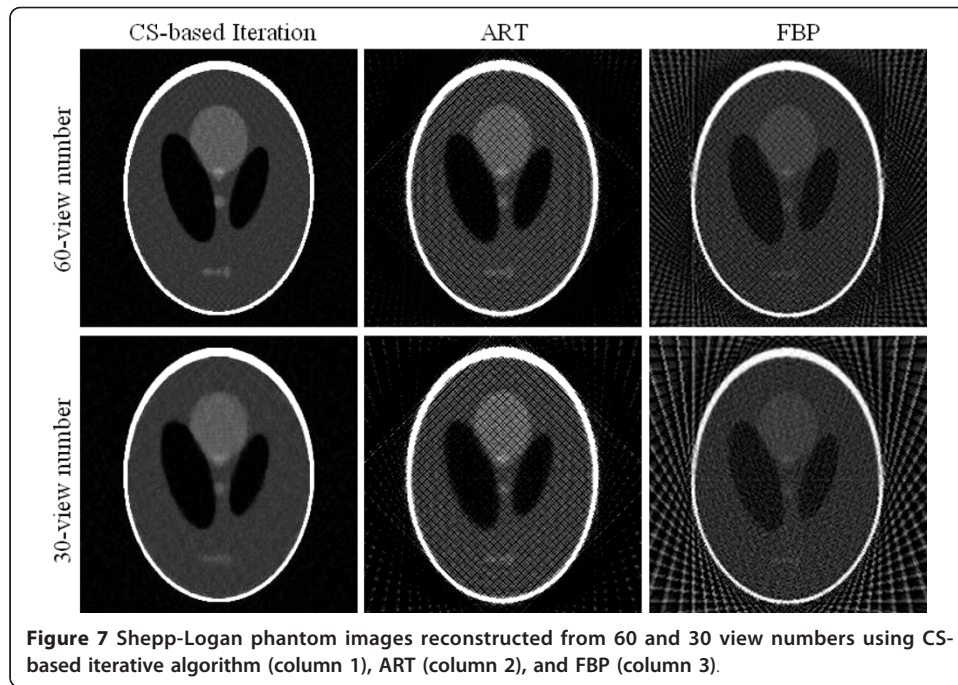 CS-based Iteration
ART
FBP
60-view number
30-view number
Figure 7 Shepp-Logan phantom images reconstructed from 60 and 30 view numbers using CS-
based iterative algorithm (column 1), ART (column 2), and FBP (column 3).